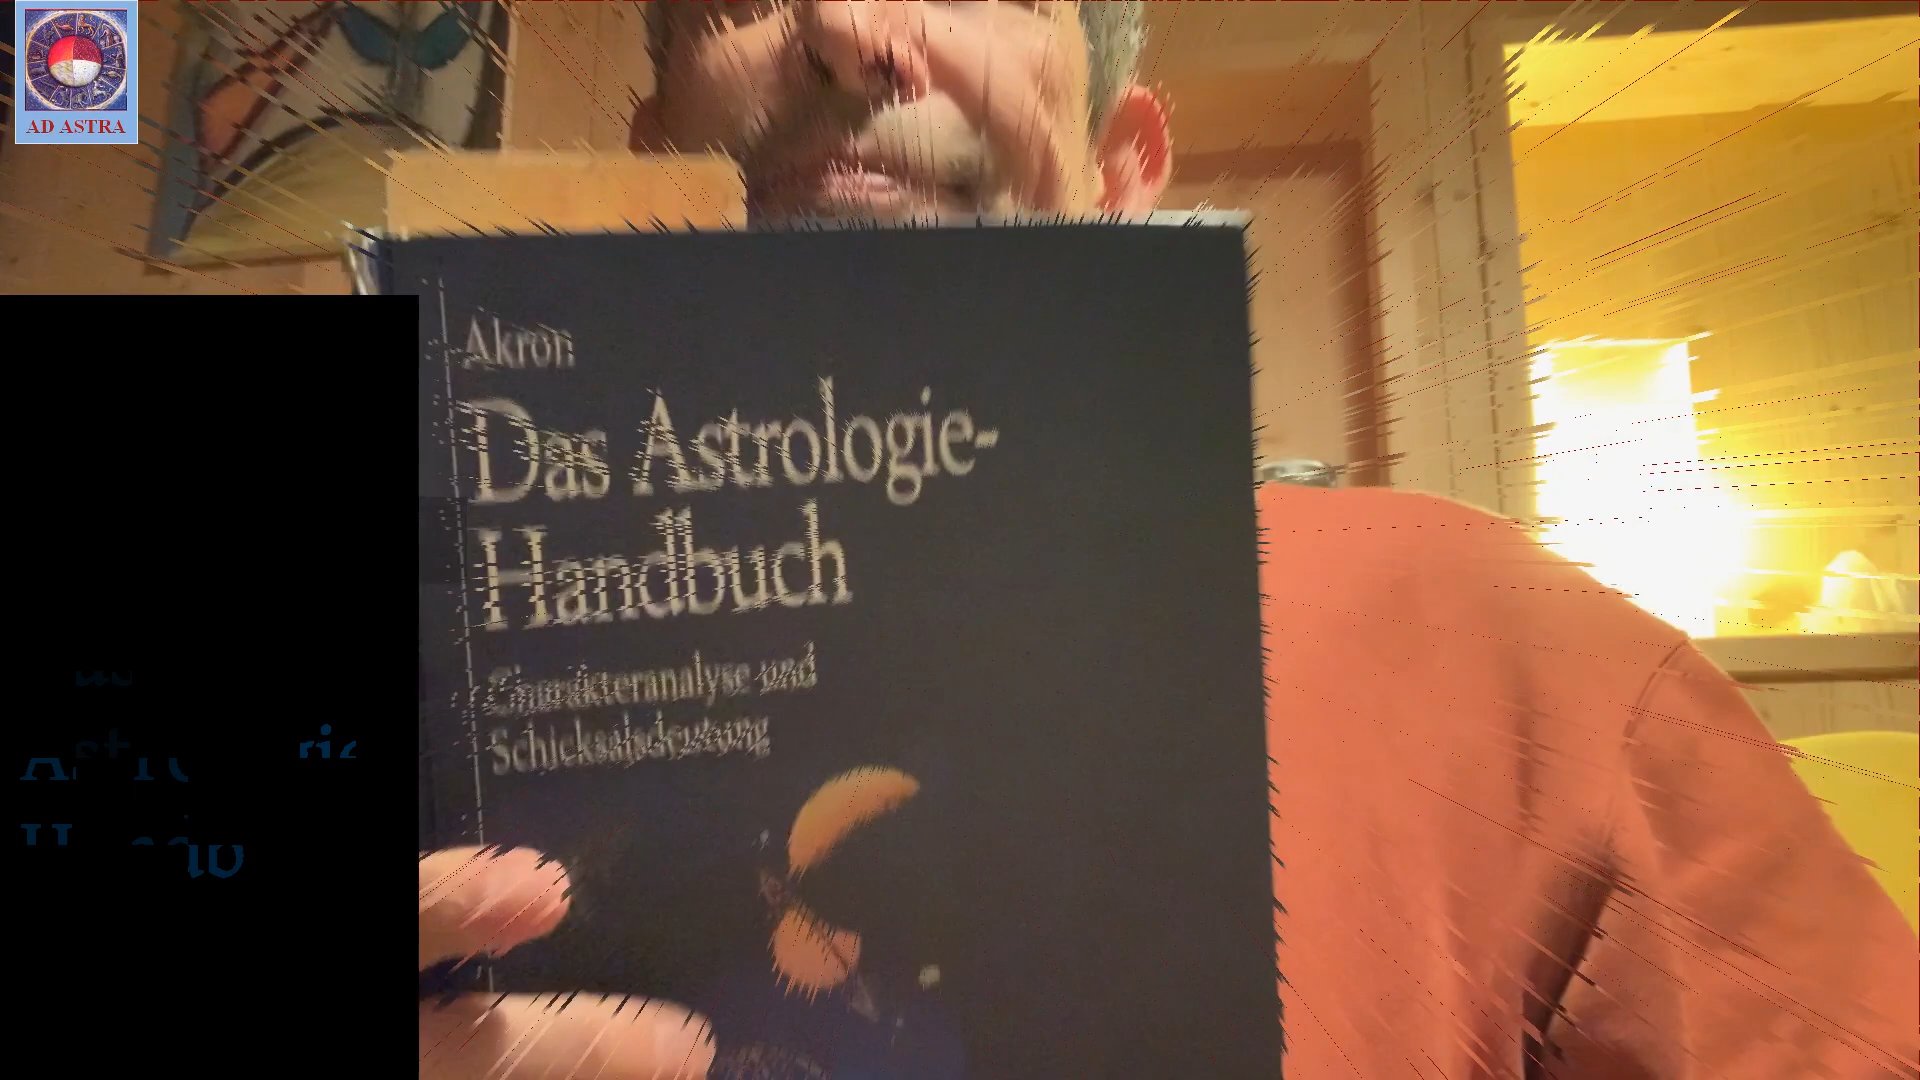 AD ASTRA
Akron
Das Astrologie-
Handbuch
Charakteranalyse und
Schicksalsdeutung